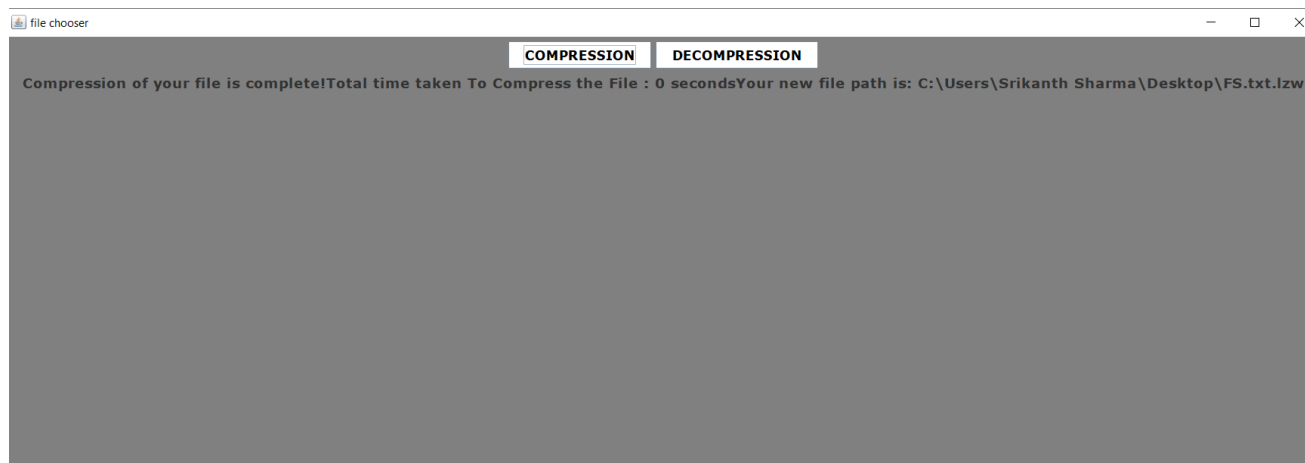 file chooser
COMPRESSION DECOMPRESSION
Compression of your file is complete!Total time taken To Compress the File : 0 secondsYour new file path is: C:\Users\Srikanth Sharma\Desktop\FS.txt.lzw